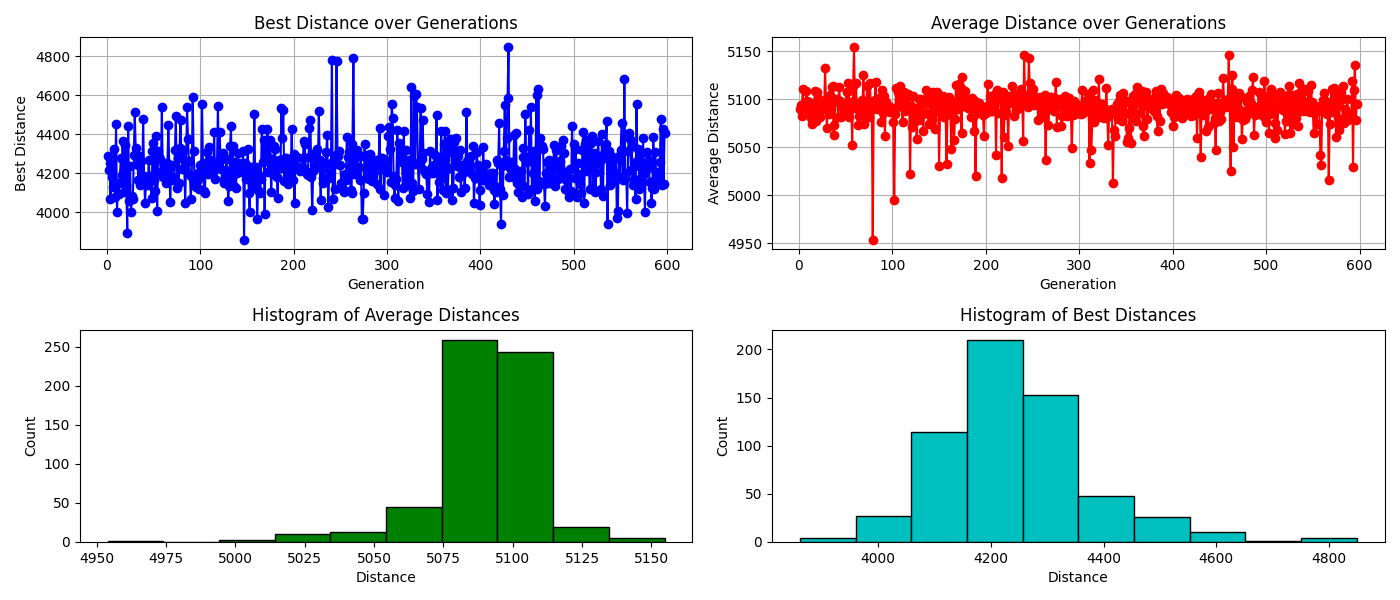 Best Distance over Generations
Best Distance
4800
4600
4400
4200
4000
0 100 200 300 400 500 600
Generation
Average Distance over Generations
Average Distance
5150
5100
5050
5000
4950
0 100 200 300 400 500 600
Generation
Histogram of Average Distances
Count
250
200
150
100
50
0
4950 4975 5000 5025 5050 5075 5100 5125 5150
Distance
Histogram of Best Distances
Count
200
150
100
50
0
4000 4200 4400 4600 4800
Distance